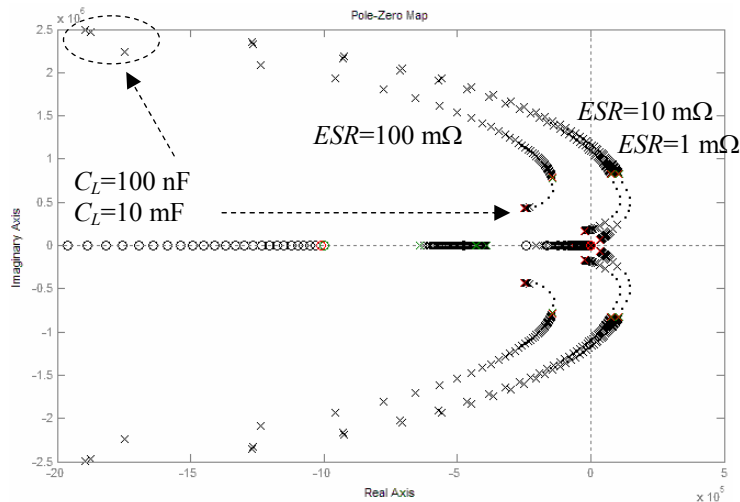 x 10^6
Pole-Zero Map
2.5
2
1.5
1
0.5
0
-0.5
-1
-1.5
-2
-2.5
Imaginary Axis
ESR=100 mΩ
ESR=10 mΩ
ESR=1 mΩ
C_L=100 nF
C_L=10 mF
-20
-15
-10
-5
0
5
Real Axis
x 10^5